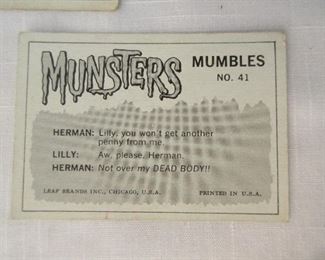 MUNSTERS MUMBLES
NO. 41
HERMAN: Lilly, you won't get another
penny from me.
LILLY: Aw, please, Herman.
HERMAN: Not over my DEAD BODY!!
LEAF BRANDS INC., CHICAGO, U.S.A. PRINTED IN U.S.A.